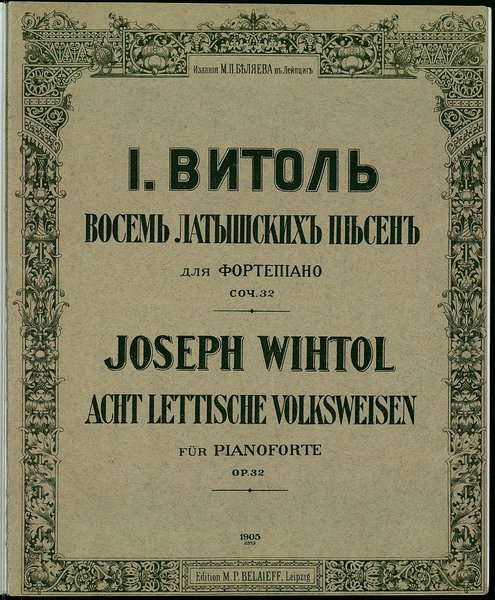 Изданія М.П.БѢЛЯЕВА въ Лейпцигѣ
І. ВИТОЛЬ
ВОСЕМЬ ЛАТЫШСКИХЪ ПѢСЕНЪ
ДЛЯ ФОРТЕПІАНО
СОЧ.32
JOSEPH WIHTOL
ACHT LETTISCHE VOLKSWEISEN
FÜR PIANOFORTE
OP.32
1905
Edition M. P. BELAIEFF, Leipzig